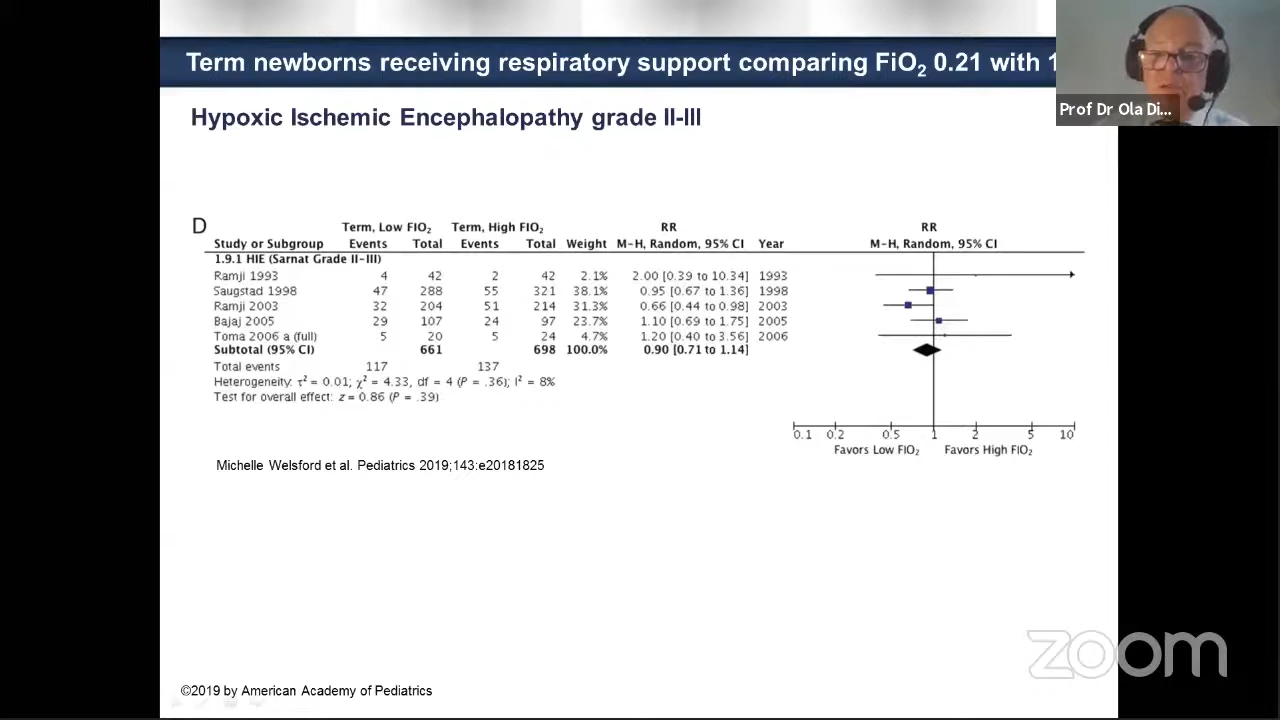 Term newborns receiving respiratory support comparing FiO₂ 0.21 with 1
Prof Dr Ola Di...
Hypoxic Ischemic Encephalopathy grade II-III
D
Term, Low FIO₂ Term, High FIO₂ RR RR
Study or Subgroup Events Total Events Total Weight M-H, Random, 95% CI Year M-H, Random, 95% CI
1.9.1 HIE (Sarnat Grade II-III)
Ramji 1993 4 42 2 42 2.1% 2.00 [0.39 to 10.34] 1993
Saugstad 1998 47 288 55 321 38.1% 0.95 [0.67 to 1.36] 1998
Ramji 2003 32 204 51 214 31.3% 0.66 [0.44 to 0.98] 2003
Bajaj 2005 29 107 24 97 23.7% 1.10 [0.69 to 1.75] 2005
Toma 2006 a (full) 5 20 5 24 4.7% 1.20 [0.40 to 3.56] 2006
Subtotal (95% CI) 661 698 100.0% 0.90 [0.71 to 1.14]
Total events 117 137
Heterogeneity: τ² = 0.01; χ² = 4.33, df = 4 (P = .36); I² = 8%
Test for overall effect: z = 0.86 (P = .39)
0.1 0.2 0.5 1 2 5 10
Favors Low FIO₂ Favors High FIO₂
Michelle Welsford et al. Pediatrics 2019;143:e20181825
zoom
©2019 by American Academy of Pediatrics